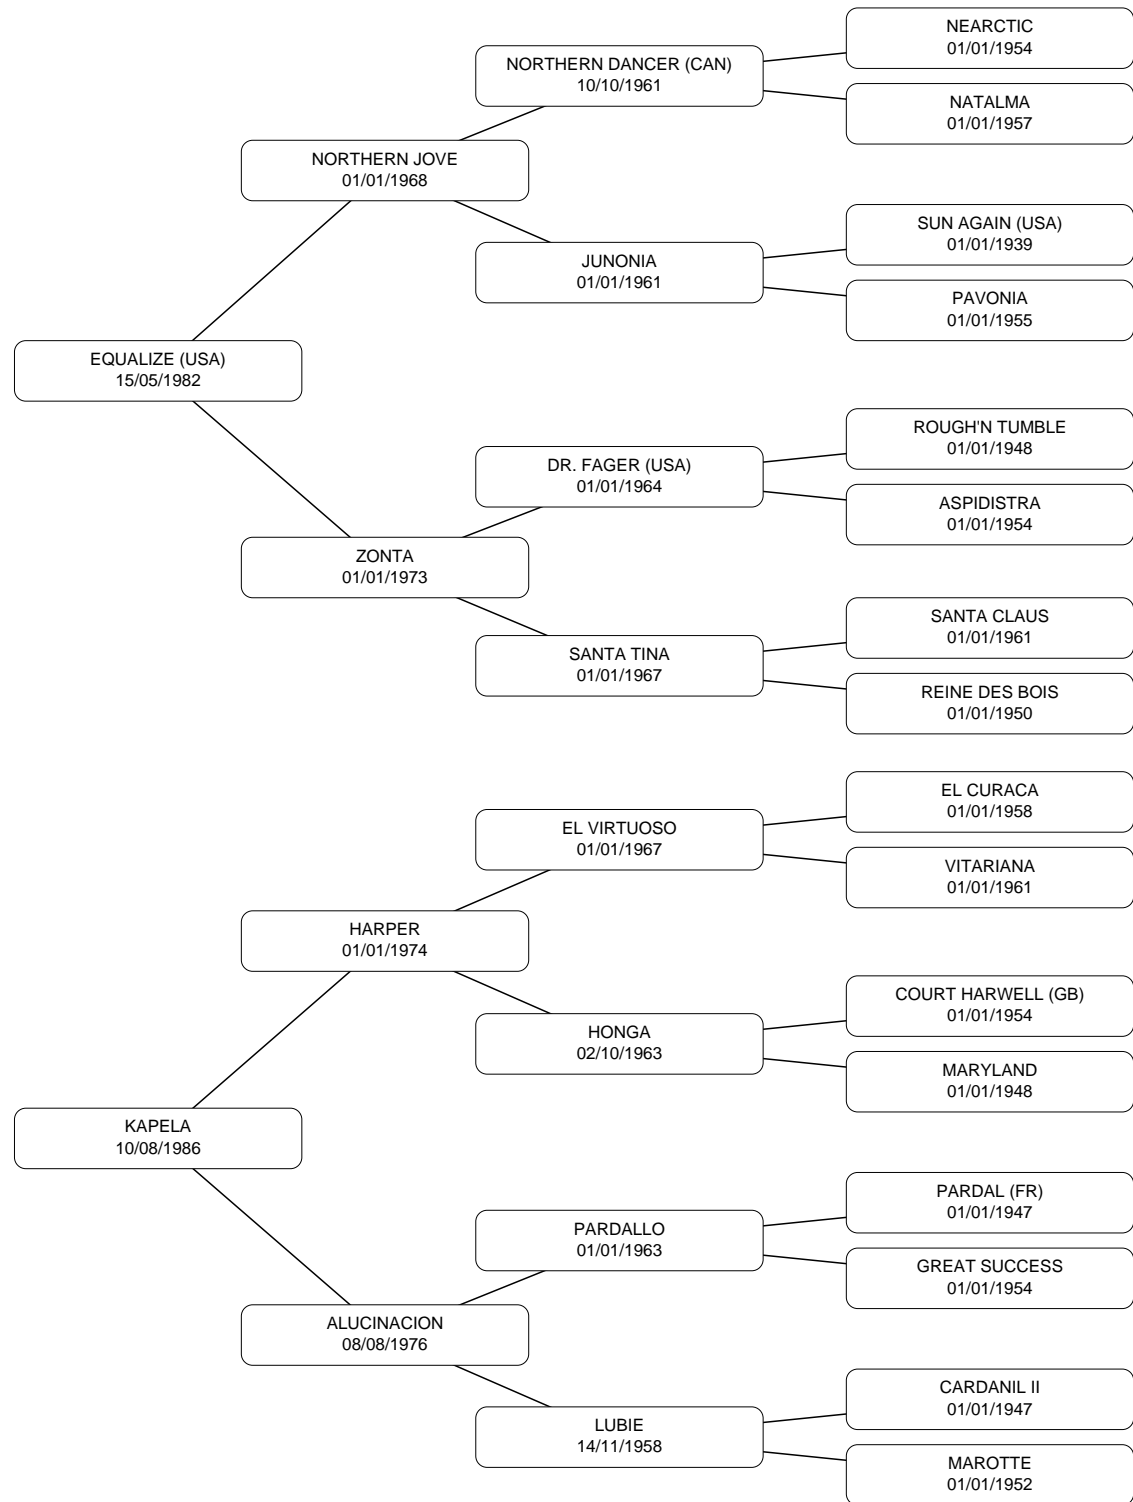 NEARCTIC
01/01/1954
NORTHERN DANCER (CAN)
10/10/1961
NATALMA
01/01/1957
NORTHERN JOVE
01/01/1968
SUN AGAIN (USA)
01/01/1939
JUNONIA
01/01/1961
PAVONIA
01/01/1955
EQUALIZE (USA)
15/05/1982
ROUGH'N TUMBLE
01/01/1948
DR. FAGER (USA)
01/01/1964
ASPIDISTRA
01/01/1954
ZONTA
01/01/1973
SANTA CLAUS
01/01/1961
SANTA TINA
01/01/1967
REINE DES BOIS
01/01/1950
EL CURACA
01/01/1958
EL VIRTUOSO
01/01/1967
VITARIANA
01/01/1961
HARPER
01/01/1974
COURT HARWELL (GB)
01/01/1954
HONGA
02/10/1963
MARYLAND
01/01/1948
KAPELA
10/08/1986
PARDAL (FR)
01/01/1947
PARDALLO
01/01/1963
GREAT SUCCESS
01/01/1954
ALUCINACION
08/08/1976
CARDANIL II
01/01/1947
LUBIE
14/11/1958
MAROTTE
01/01/1952